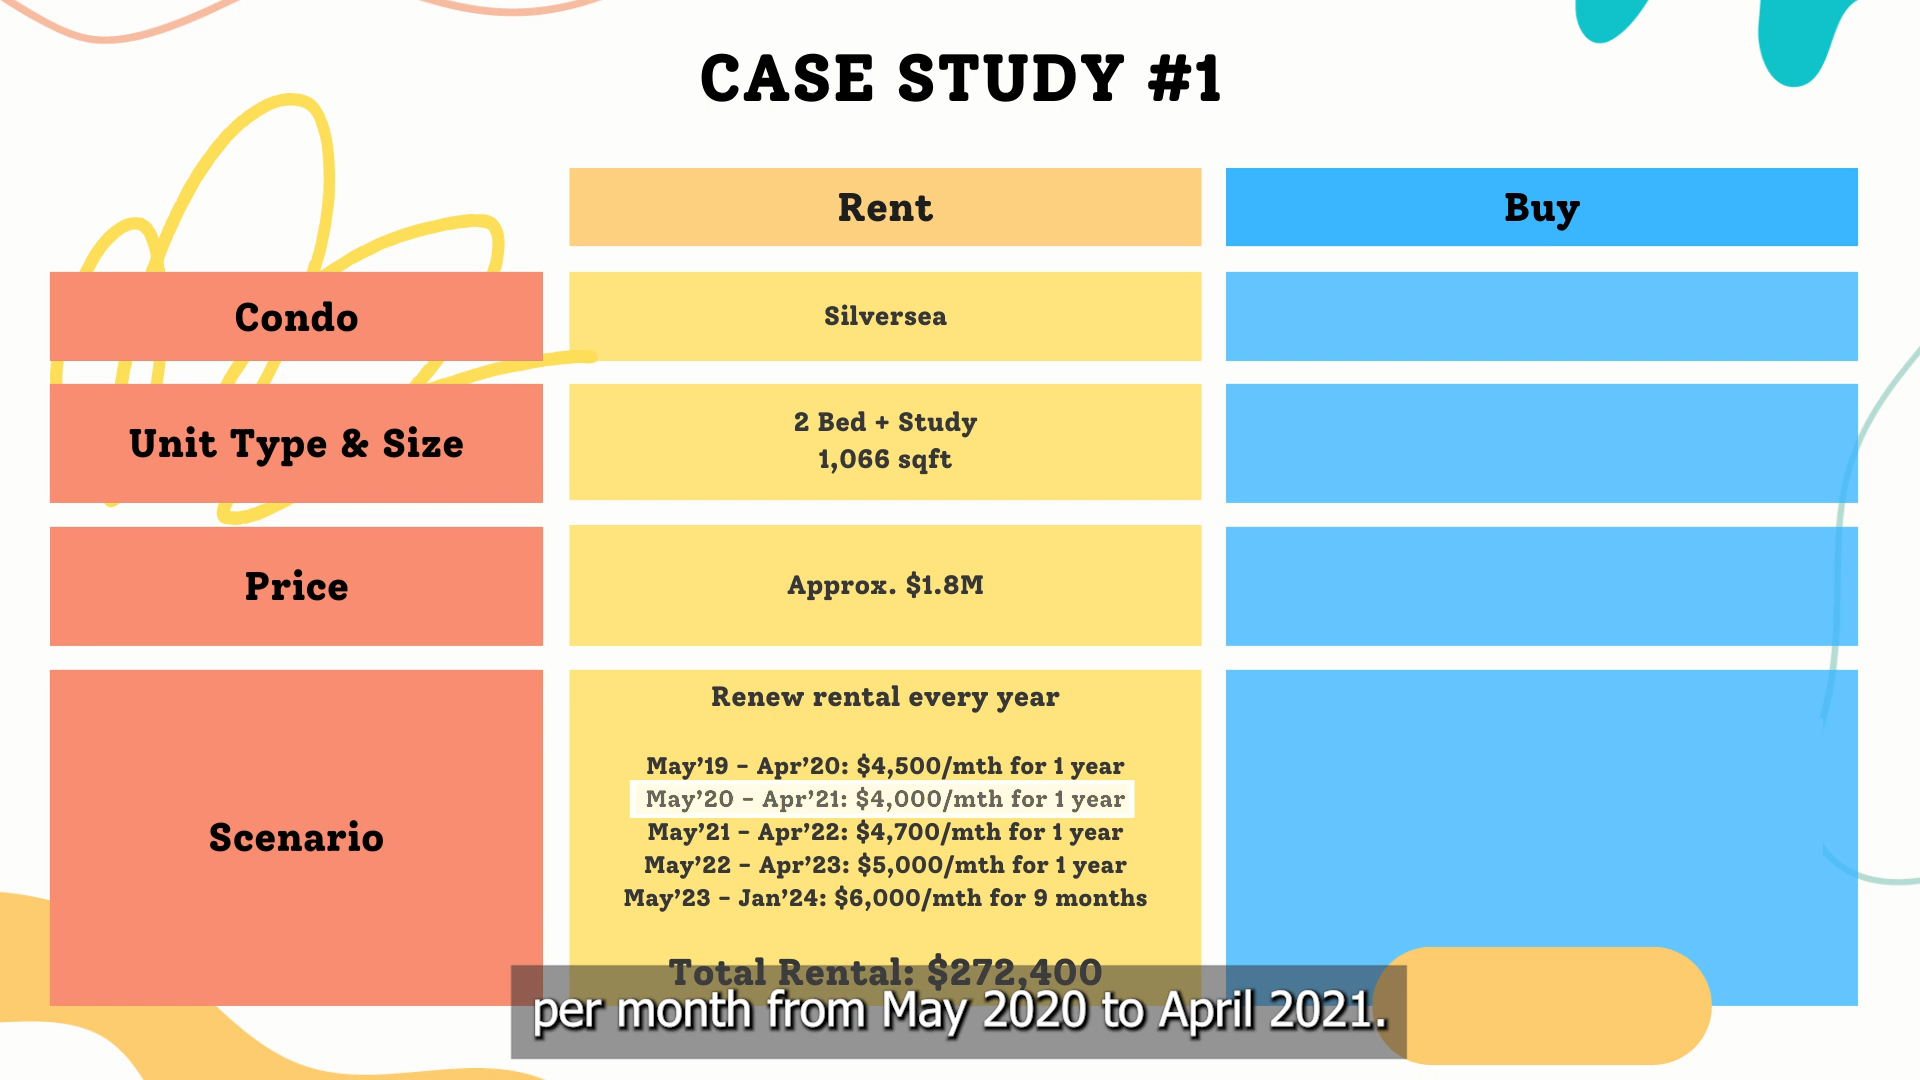 CASE STUDY #1
Rent
Buy
Condo
Silversea
Unit Type & Size
2 Bed + Study
1,066 sqft
Price
Approx. $1.8M
Scenario
Renew rental every year
May’19 - Apr’20: $4,500/mth for 1 year
May’20 - Apr’21: $4,000/mth for 1 year
May’21 - Apr’22: $4,700/mth for 1 year
May’22 - Apr’23: $5,000/mth for 1 year
May’23 - Jan’24: $6,000/mth for 9 months
Total Rental: $272,400
per month from May 2020 to April 2021.